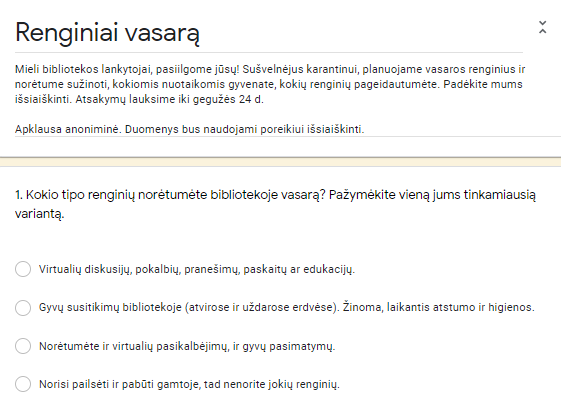 Renginiai vasarą
Mieli bibliotekos lankytojai, pasiilgome jūsų! Sušvelnėjus karantinui, planuojame vasaros renginius ir
norėtume sužinoti, kokiomis nuotaikomis gyvenate, kokių renginių pageidautumėte. Padėkite mums
išsiaiškinti. Atsakymų lauksime iki gegužės 24 d.
Apklausa anoniminė. Duomenys bus naudojami poreikiui išsiaiškinti.
1. Kokio tipo renginių norėtumėte bibliotekoje vasarą? Pažymėkite vieną jums tinkamiausią
variantą.
Virtualių diskusijų, pokalbių, pranešimų, paskaitų ar edukacijų.
Gyvų susitikimų bibliotekoje (atvirose ir uždarose erdvėse). Žinoma, laikantis atstumo ir higienos.
Norėtumėte ir virtualių pasikalbėjimų, ir gyvų pasimatymų.
Norisi pailsėti ir pabūti gamtoje, tad nenorite jokių renginių.